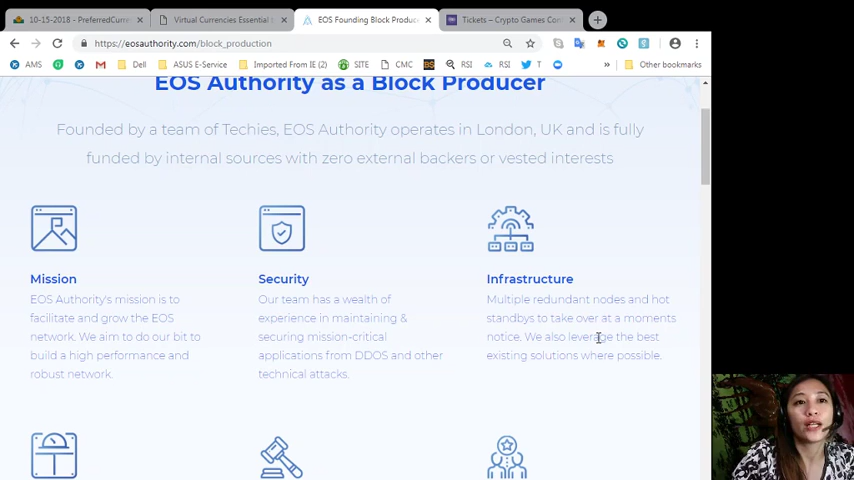 10-15-2018 - PreferredCurre
Virtual Currencies Essential
EOS Founding Block Produce
Tickets – Crypto Games Con
https://eosauthority.com/block_production
AMS
G
M
Dell
ASUS E-Service
Imported From IE (2)
SITE
CMC
BS
RSI
RSI
T
»
Other bookmarks
EOS Authority as a Block Producer
Founded by a team of Techies, EOS Authority operates in London, UK and is fully
funded by internal sources with zero external backers or vested interests
Mission
EOS Authority's mission is to
facilitate and grow the EOS
network. We aim to do our bit to
build a high performance and
robust network.
Security
Our team has a wealth of
experience in maintaining &
securing mission-critical
applications from DDOS and other
technical attacks.
Infrastructure
Multiple redundant nodes and hot
standbys to take over at a moments
notice. We also leverage the best
existing solutions where possible.